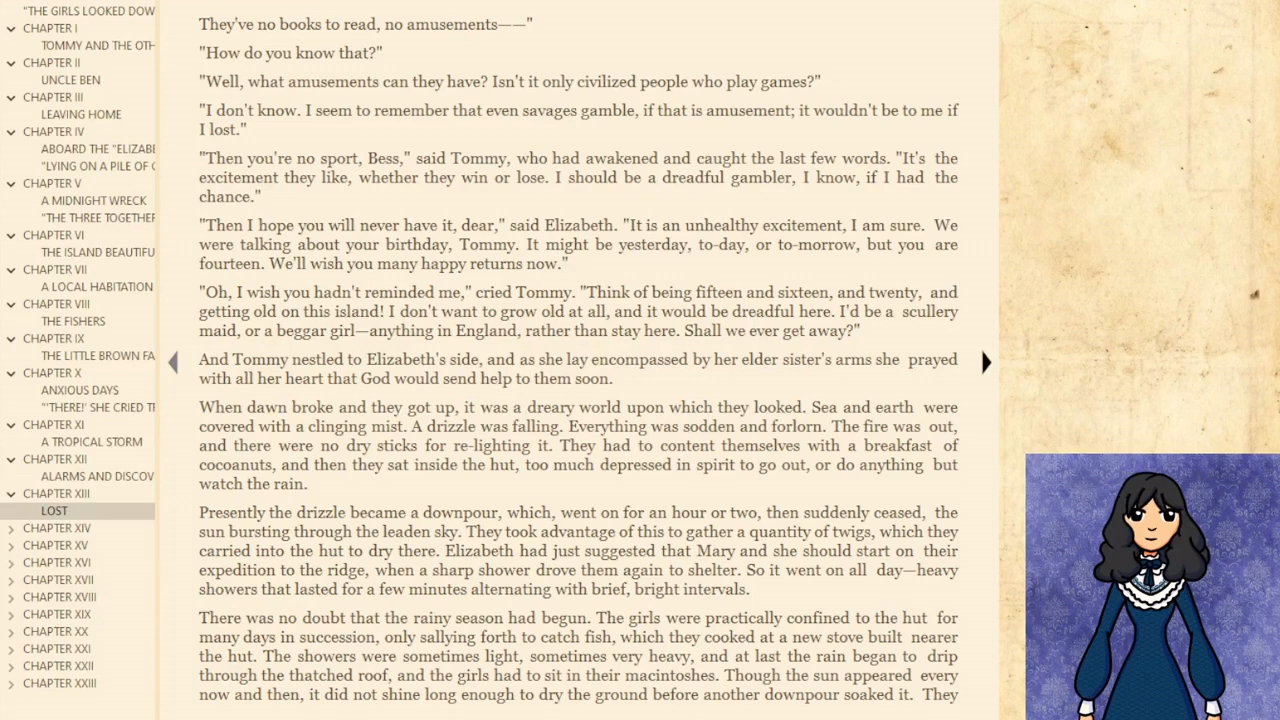 "THE GIRLS LOOKED DOW
CHAPTER I
TOMMY AND THE OTH
CHAPTER II
UNCLE BEN
CHAPTER III
LEAVING HOME
CHAPTER IV
ABOARD THE "ELIZABE
"LYING ON A PILE OF C
CHAPTER V
A MIDNIGHT WRECK
"THE THREE TOGETHER
CHAPTER VI
THE ISLAND BEAUTIFU
CHAPTER VII
A LOCAL HABITATION
CHAPTER VIII
THE FISHERS
CHAPTER IX
THE LITTLE BROWN FA
CHAPTER X
ANXIOUS DAYS
"'THERE!' SHE CRIED TR
CHAPTER XI
A TROPICAL STORM
CHAPTER XII
ALARMS AND DISCOV
CHAPTER XIII
LOST
CHAPTER XIV
CHAPTER XV
CHAPTER XVI
CHAPTER XVII
CHAPTER XVIII
CHAPTER XIX
CHAPTER XX
CHAPTER XXI
CHAPTER XXII
CHAPTER XXIII
They've no books to read, no amusements——"
"How do you know that?"
"Well, what amusements can they have? Isn't it only civilized people who play games?"
"I don't know. I seem to remember that even savages gamble, if that is amusement; it wouldn't be to me if
I lost."
"Then you're no sport, Bess," said Tommy, who had awakened and caught the last few words. "It's the
excitement they like, whether they win or lose. I should be a dreadful gambler, I know, if I had the
chance."
"Then I hope you will never have it, dear," said Elizabeth. "It is an unhealthy excitement, I am sure. We
were talking about your birthday, Tommy. It might be yesterday, to-day, or to-morrow, but you are
fourteen. We'll wish you many happy returns now."
"Oh, I wish you hadn't reminded me," cried Tommy. "Think of being fifteen and sixteen, and twenty, and
getting old on this island! I don't want to grow old at all, and it would be dreadful here. I'd be a scullery
maid, or a beggar girl—anything in England, rather than stay here. Shall we ever get away?"
And Tommy nestled to Elizabeth's side, and as she lay encompassed by her elder sister's arms she prayed
with all her heart that God would send help to them soon.
When dawn broke and they got up, it was a dreary world upon which they looked. Sea and earth were
covered with a clinging mist. A drizzle was falling. Everything was sodden and forlorn. The fire was out,
and there were no dry sticks for re-lighting it. They had to content themselves with a breakfast of
cocoanuts, and then they sat inside the hut, too much depressed in spirit to go out, or do anything but
watch the rain.
Presently the drizzle became a downpour, which, went on for an hour or two, then suddenly ceased, the
sun bursting through the leaden sky. They took advantage of this to gather a quantity of twigs, which they
carried into the hut to dry there. Elizabeth had just suggested that Mary and she should start on their
expedition to the ridge, when a sharp shower drove them again to shelter. So it went on all day—heavy
showers that lasted for a few minutes alternating with brief, bright intervals.
There was no doubt that the rainy season had begun. The girls were practically confined to the hut for
many days in succession, only sallying forth to catch fish, which they cooked at a new stove built nearer
the hut. The showers were sometimes light, sometimes very heavy, and at last the rain began to drip
through the thatched roof, and the girls had to sit in their macintoshes. Though the sun appeared every
now and then, it did not shine long enough to dry the ground before another downpour soaked it. They